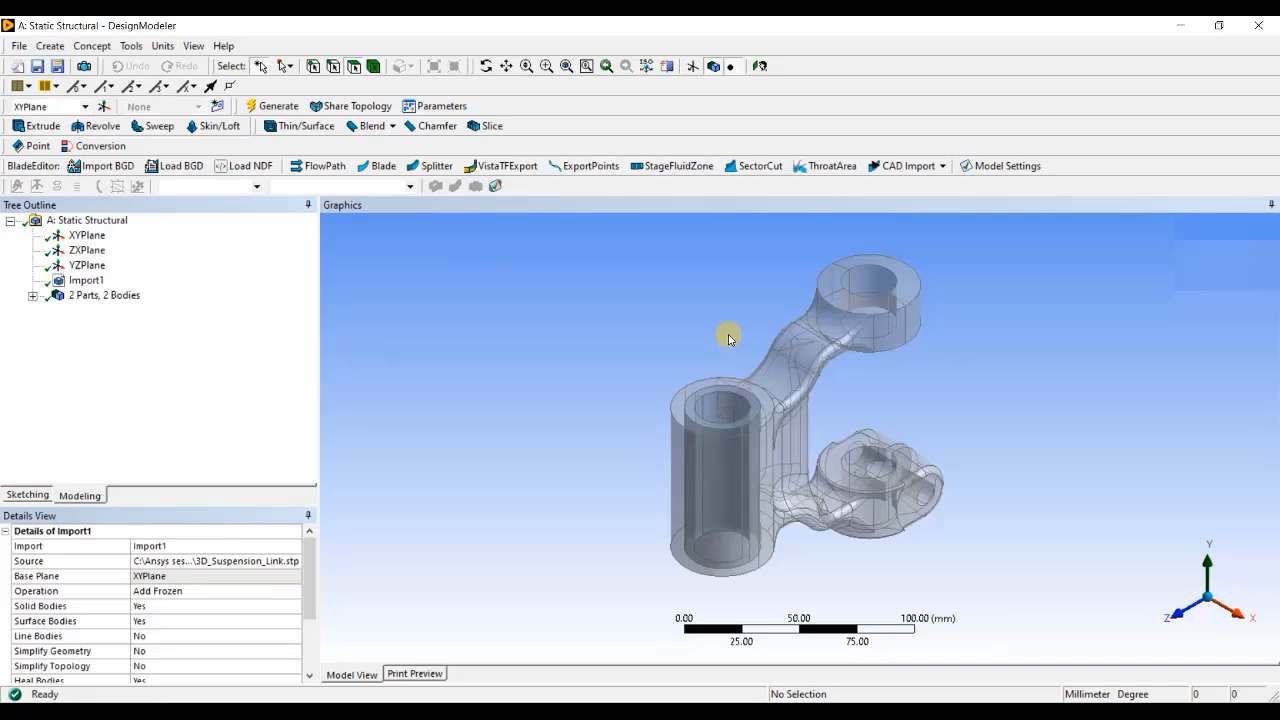 A: Static Structural - DesignModeler
File Create Concept Tools Units View Help
Undo Redo Select: ISO
XYPlane None Generate Share Topology Parameters
Extrude Revolve Sweep Skin/Loft Thin/Surface Blend Chamfer Slice
Point Conversion
BladeEditor: Import BGD Load BGD Load NDF FlowPath Blade Splitter VistaTFExport ExportPoints StageFluidZone SectorCut ThroatArea CAD Import Model Settings
Tree Outline
A: Static Structural
XYPlane
ZXPlane
YZPlane
Import1
2 Parts, 2 Bodies
Sketching Modeling
Details View
Details of Import1
Import Import1
Source C:\Ansys ses...\3D_Suspension_Link.stp
Base Plane XYPlane
Operation Add Frozen
Solid Bodies Yes
Surface Bodies Yes
Line Bodies No
Simplify Geometry No
Simplify Topology No
Heal Bodies Yes
Graphics
Y
Z X
0.00 50.00 100.00 (mm)
25.00 75.00
Model View Print Preview
Ready No Selection Millimeter Degree 0 0